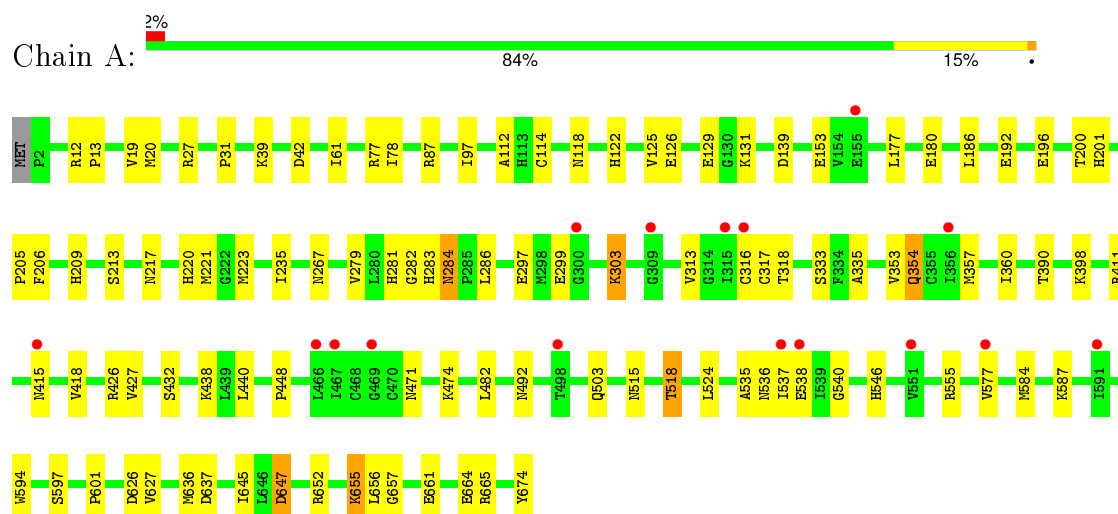 2%
Chain A:
84% 15% •
MET P2 R12 P13 V19 M20 R27 P31 K39 D42 I61 R77 I78 R87 I97 A112 H113 C114 N118 H122 V125 E126 E129 G130 K131 D139 E153 V154 E155 L177 E180 L186 E192 E196 T200 H201
P205 F206 H209 S213 N217 H220 M221 G222 M223 I235 N267 V279 L280 H281 G282 H283 N284 P285 L286 E297 M298 E299 G300 K303 G309 V313 G314 I315 C316 C317 T318 S333 F334 A335 V353 Q354 C355 I356 M357 I360 T390 K398
N415 V418 R426 V427 S432 K438 L439 L440 P448 L466 I467 C468 G469 C470 N471 K474 L482 N492 T498 Q503 N515 T518 L524 A535 N536 I537 E538 I539 G540 H546 V551 R555 V577 M584 K587 I591
W594 S597 P601 D626 V627 M636 D637 I645 L646 D647 R652 K655 L656 G657 E661 E664 R665 Y674